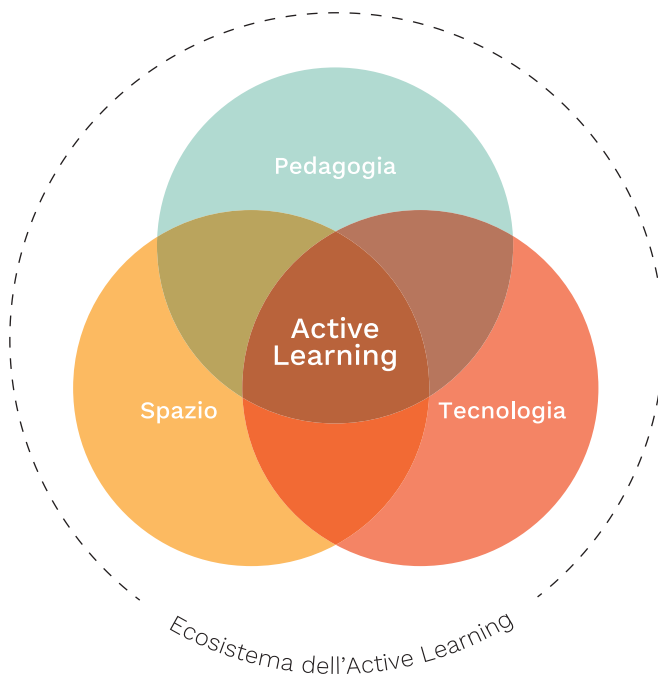 Pedagogia
Active
Learning
Spazio
Tecnologia
Ecosistema dell'Active Learning